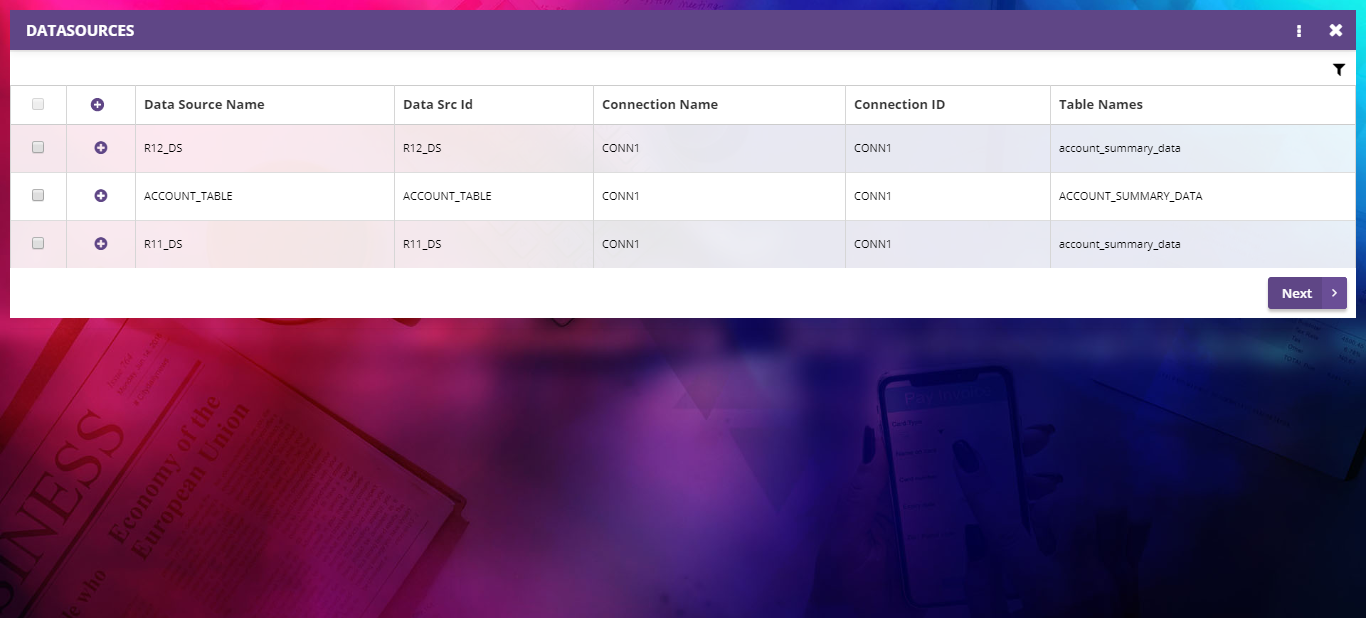 DATASOURCES
Data Source Name Data Src Id Connection Name Connection ID Table Names
R12_DS R12_DS CONN1 CONN1 account_summary_data
ACCOUNT_TABLE ACCOUNT_TABLE CONN1 CONN1 ACCOUNT_SUMMARY_DATA
R11_DS R11_DS CONN1 CONN1 account_summary_data
Next
Pay Invoice
SINESS
Economy of the
European Union
le who